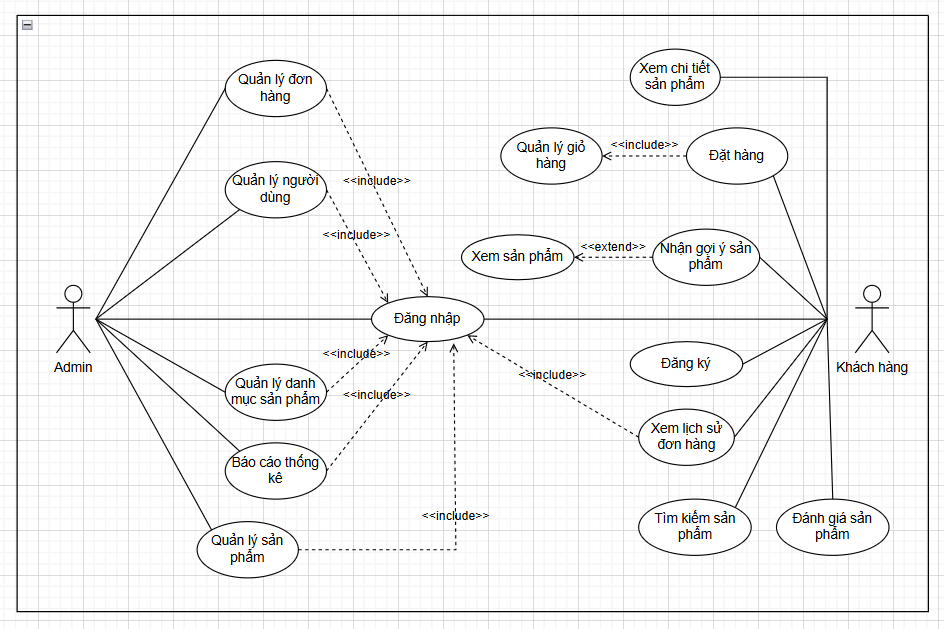 Quản lý đơn
hàng
Xem chi tiết
sản phẩm
Quản lý giỏ
hàng
<<include>>
Đặt hàng
Quản lý người
dùng
<<include>>
<<include>>
Xem sản phẩm
<<extend>>
Nhận gợi ý sản
phẩm
Đăng nhập
Admin
Khách hàng
<<include>>
Đăng ký
Quản lý danh
mục sản phẩm
<<include>>
<<include>>
Xem lịch sử
đơn hàng
Báo cáo thống
kê
<<include>>
Quản lý sản
phẩm
Tìm kiếm sản
phẩm
Đánh giá sản
phẩm